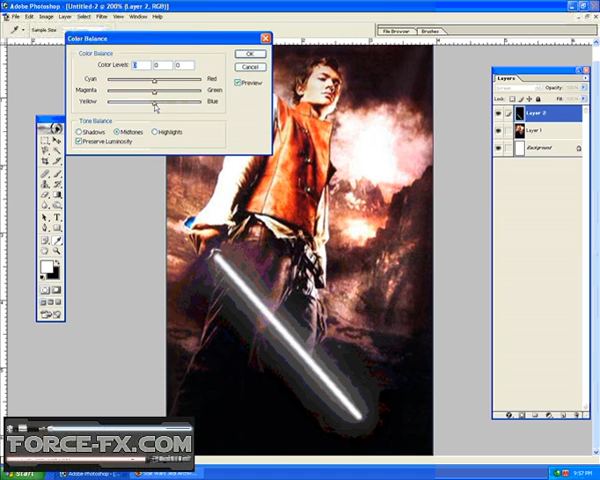 Adobe Photoshop - [Untitled-2 @ 200% (Layer 2, RGB)]
File Edit Image Layer Select Filter View Window Help
Sample Size
File Browser
Brushes
Color Balance
Color Balance
Color Levels: 0 0 0
Cyan Red
Magenta Green
Yellow Blue
Tone Balance
Shadows Midtones Highlights
Preserve Luminosity
OK
Cancel
Preview
Layers
Opacity:
Lock:
Fill:
Layer 2
Layer 1
Background
FORCE-FX.COM
Start
Adobe Photoshop - [...
9:57 PM